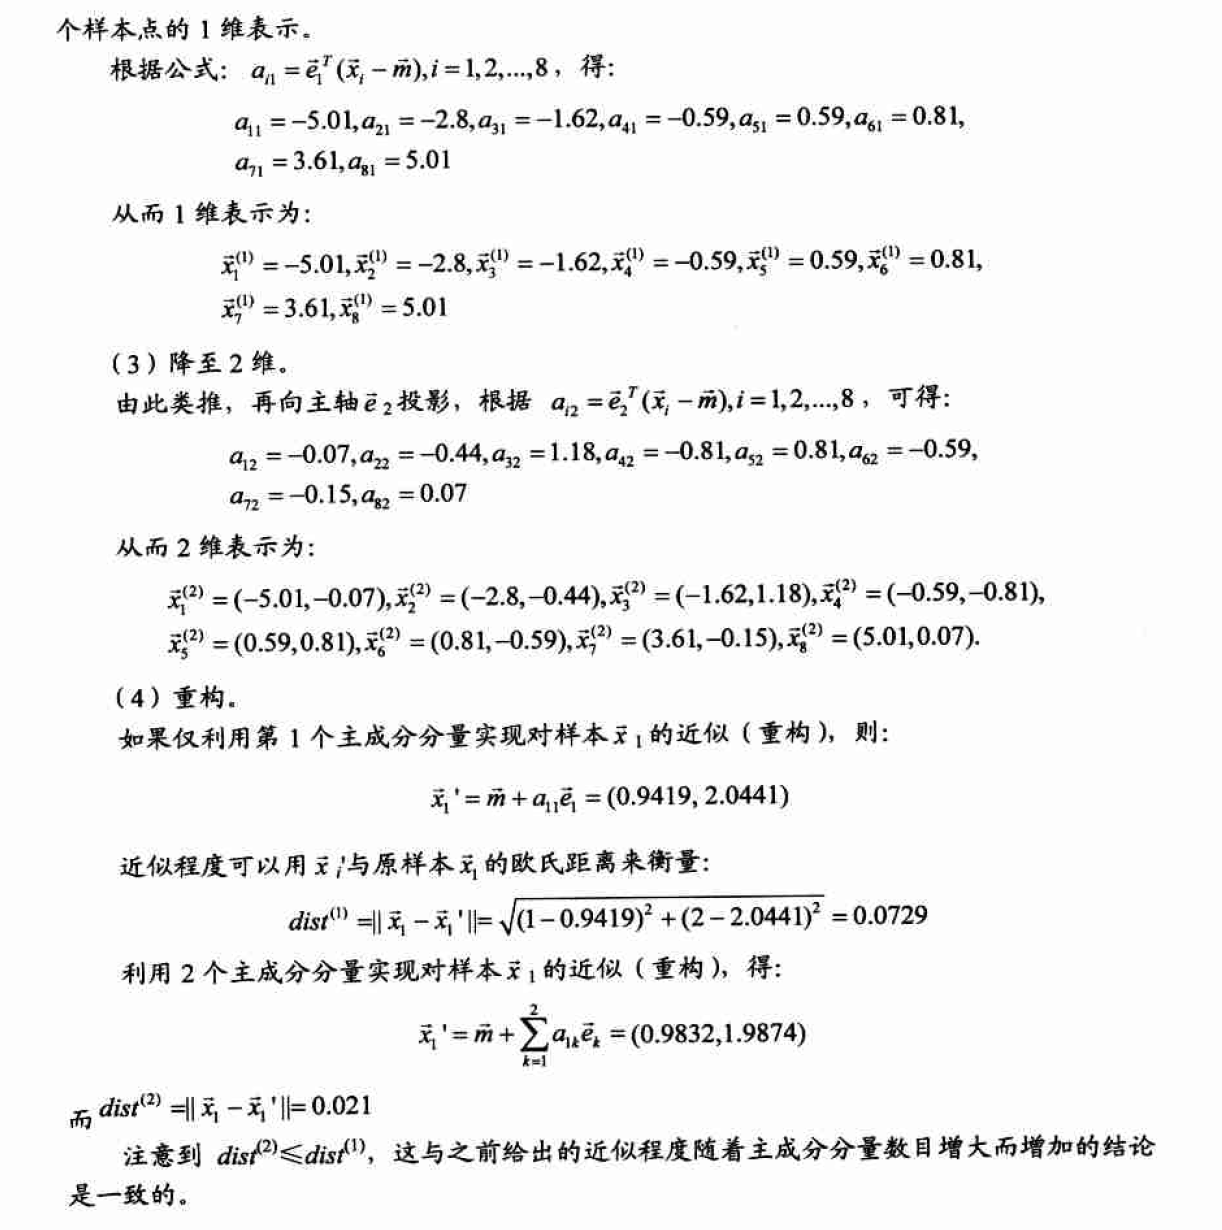 个样本点的 1 维表示。
根据公式: a_{i1} = \vec{e}_1^T(\vec{x}_i − \vec{m}), i = 1,2,...,8，得:
a_{11} = −5.01, a_{21} = −2.8, a_{31} = −1.62, a_{41} = −0.59, a_{51} = 0.59, a_{61} = 0.81,
a_{71} = 3.61, a_{81} = 5.01
从而 1 维表示为:
\vec{x}_1^{(1)} = −5.01, \vec{x}_2^{(1)} = −2.8, \vec{x}_3^{(1)} = −1.62, \vec{x}_4^{(1)} = −0.59, \vec{x}_5^{(1)} = 0.59, \vec{x}_6^{(1)} = 0.81,
\vec{x}_7^{(1)} = 3.61, \vec{x}_8^{(1)} = 5.01
（3）降至 2 维。
由此类推，再向主轴 \vec{e}_2 投影，根据 a_{i2} = \vec{e}_2^T(\vec{x}_i − \vec{m}), i = 1,2,...,8，可得:
a_{12} = −0.07, a_{22} = −0.44, a_{32} = 1.18, a_{42} = −0.81, a_{52} = 0.81, a_{62} = −0.59,
a_{72} = −0.15, a_{82} = 0.07
从而 2 维表示为:
\vec{x}_1^{(2)} = (−5.01,−0.07), \vec{x}_2^{(2)} = (−2.8,−0.44), \vec{x}_3^{(2)} = (−1.62,1.18), \vec{x}_4^{(2)} = (−0.59,−0.81),
\vec{x}_5^{(2)} = (0.59,0.81), \vec{x}_6^{(2)} = (0.81,−0.59), \vec{x}_7^{(2)} = (3.61,−0.15), \vec{x}_8^{(2)} = (5.01,0.07).
（4）重构。
如果仅利用第 1 个主成分分量实现对样本 \vec{x}_1 的近似（重构），则:
\vec{x}_1' = \vec{m} + a_{11}\vec{e}_1 = (0.9419, 2.0441)
近似程度可以用 \vec{x}_1' 与原样本 \vec{x}_1 的欧氏距离来衡量:
dist^{(1)} = ||\vec{x}_1 − \vec{x}_1'|| = \sqrt{(1−0.9419)^2 + (2−2.0441)^2} = 0.0729
利用 2 个主成分分量实现对样本 \vec{x}_1 的近似（重构），得:
\vec{x}_1' = \vec{m} + \sum_{k=1}^{2} a_{1k}\vec{e}_k = (0.9832,1.9874)
而 dist^{(2)} = ||\vec{x}_1 − \vec{x}_1'|| = 0.021
注意到 dist^{(2)} ≤ dist^{(1)}，这与之前给出的近似程度随着主成分分量数目增大而增加的结论
是一致的。